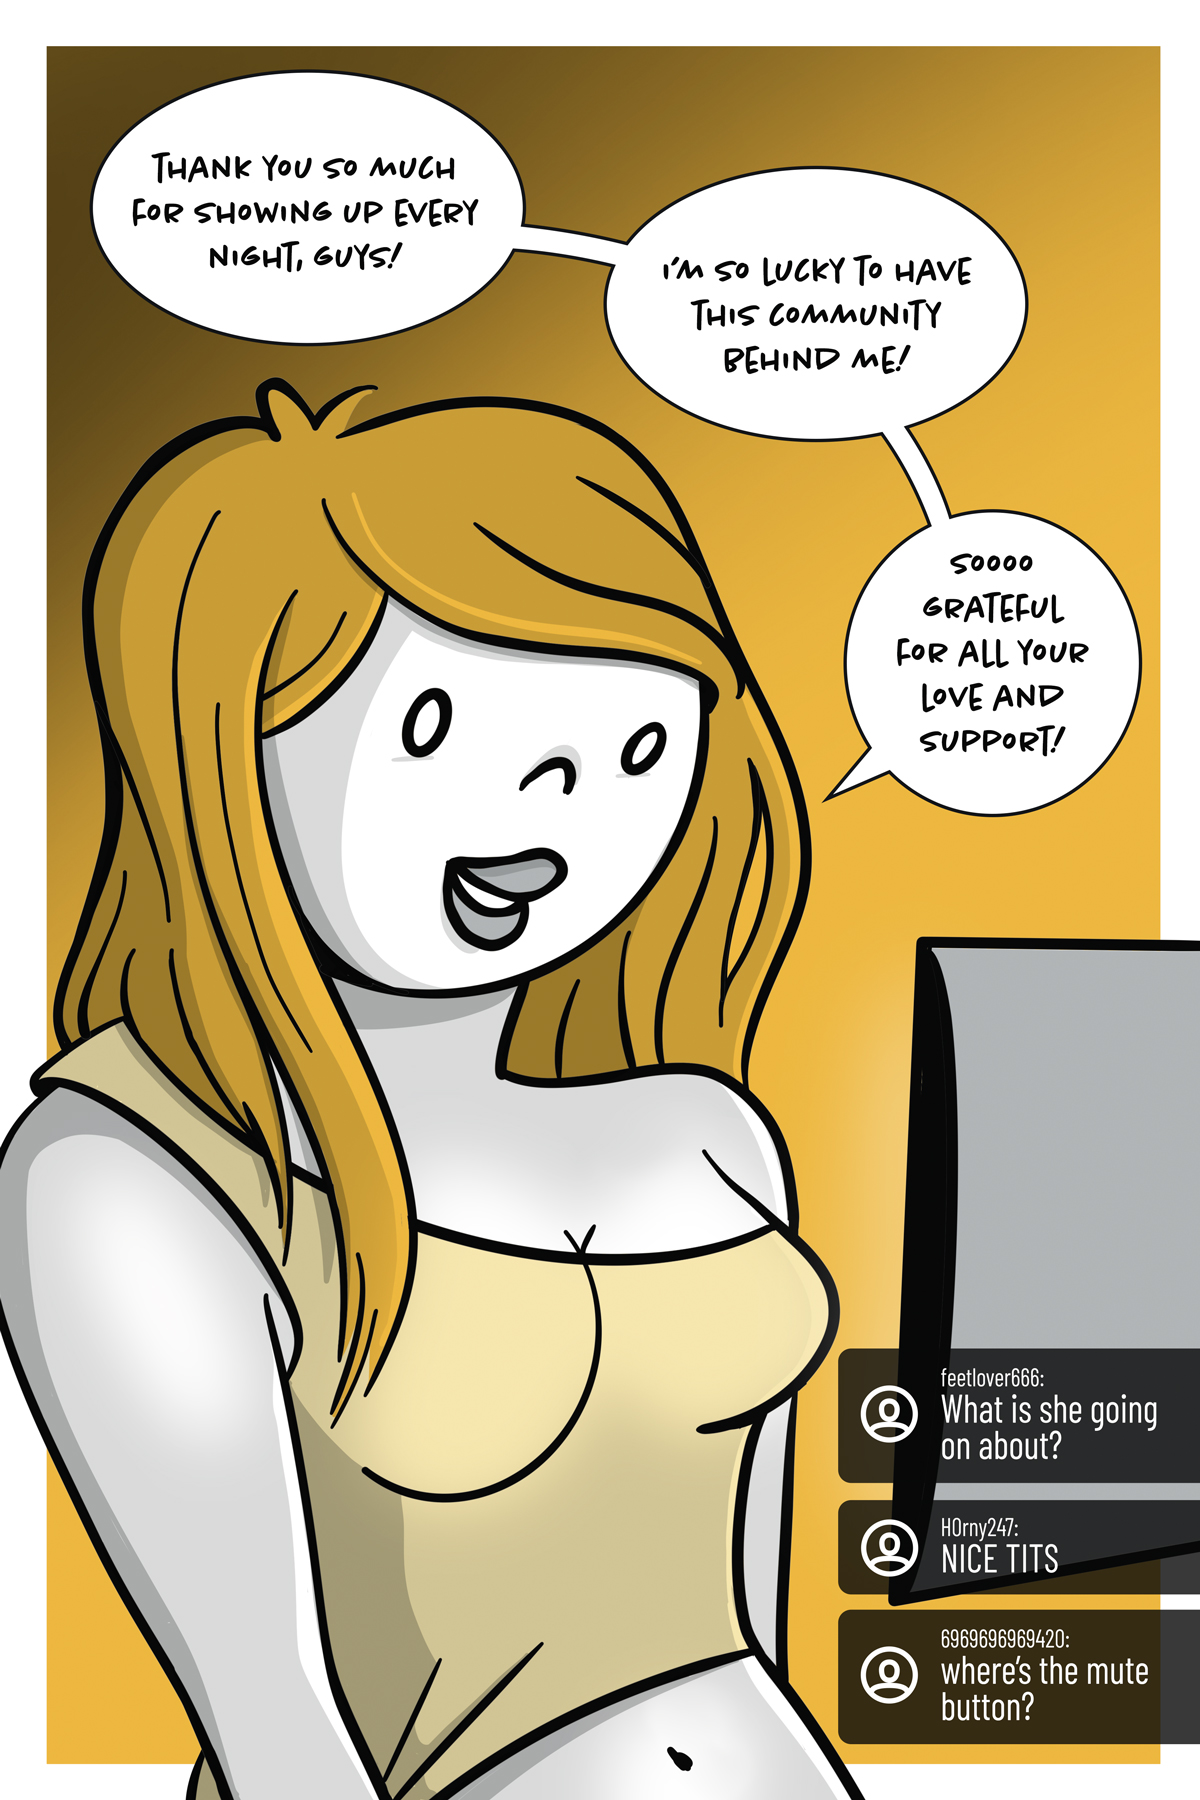 THANK YOU SO MUCH
FOR SHOWING UP EVERY
NIGHT, GUYS!
I'M SO LUCKY TO HAVE
THIS COMMUNITY
BEHIND ME!
SOOOO
GRATEFUL
FOR ALL YOUR
LOVE AND
SUPPORT!
feetlover666:
What is she going
on about?
H0rny247:
NICE TITS
6969696969420:
where's the mute
button?